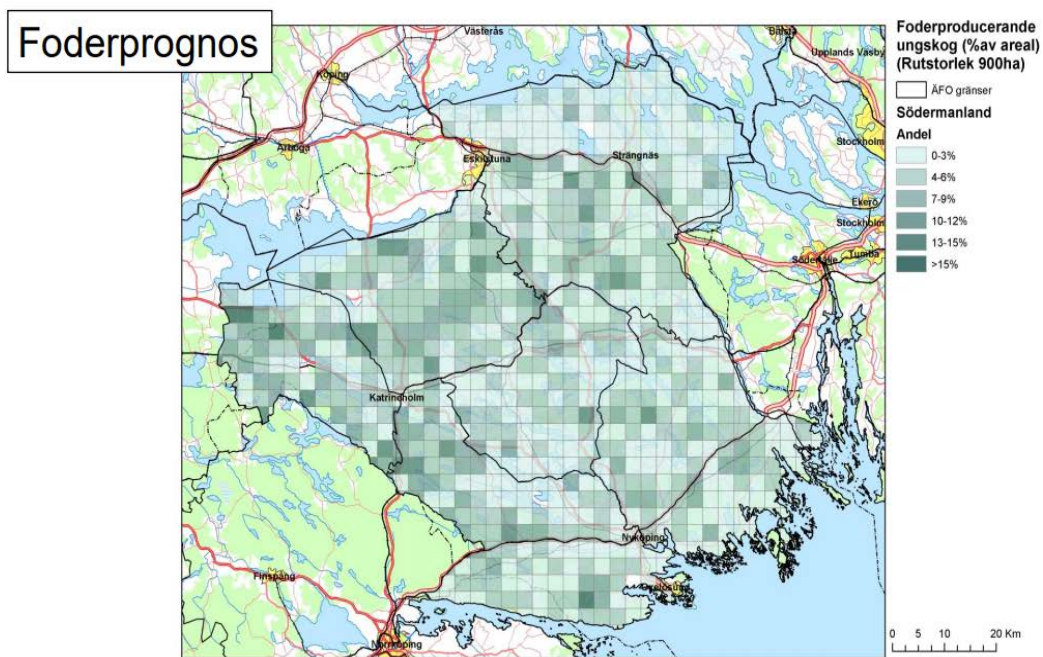 Foderprognos
Västerås
Bålsta
Upplands Väsby
Köping
Arboga
Eskilstuna
Strängnäs
Stockholm
Ekerö
Stockholm
Södertälje
Tumba
Katrineholm
Nyköping
Oxelösund
Finspång
Norrköping
Foderproducerande
ungskog (%av areal)
(Rutstorlek 900ha)
ÄFO gränser
Södermanland
Andel
0-3%
4-6%
7-9%
10-12%
13-15%
>15%
0 5 10 20 Km